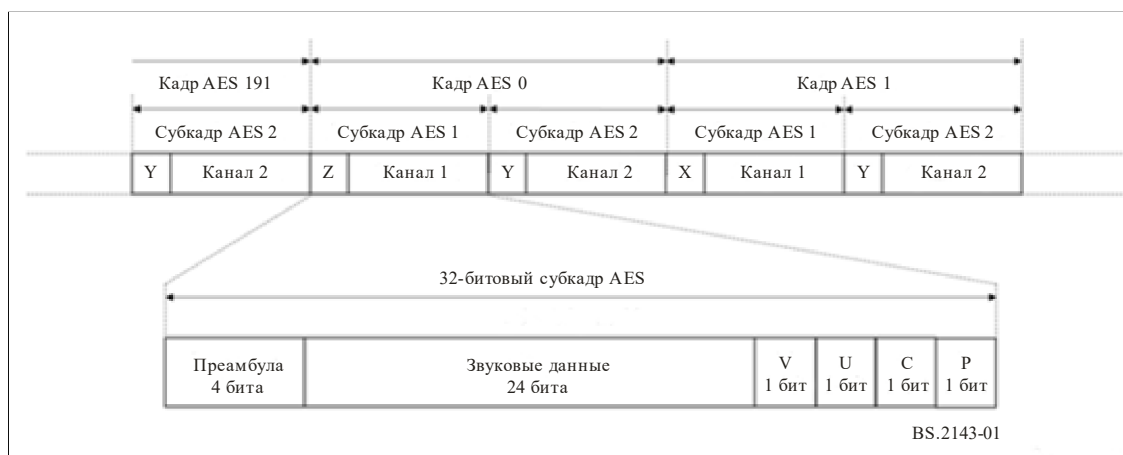 Кадр AES 191 Кадр AES 0 Кадр AES 1
Субкадр AES 2 Субкадр AES 1 Субкадр AES 2 Субкадр AES 1 Субкадр AES 2
Y Канал 2 Z Канал 1 Y Канал 2 X Канал 1 Y Канал 2
32-битовый субкадр AES
Преамбула Звуковые данные V U C P
4 бита 24 бита 1 бит 1 бит 1 бит 1 бит
BS.2143-01